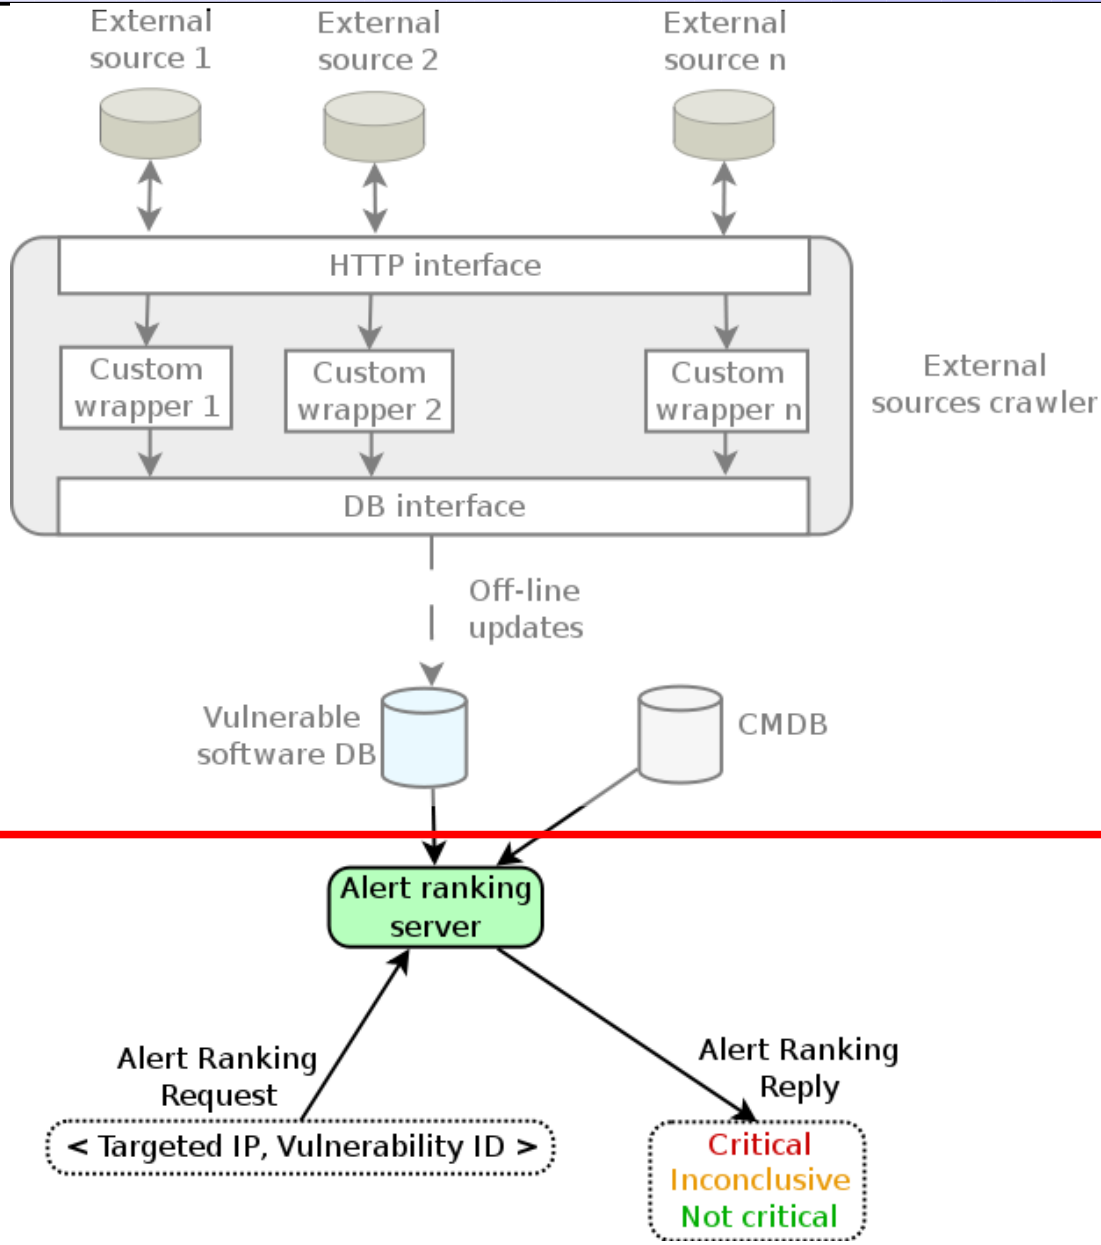 External
source 1
External
source 2
External
source n
HTTP interface
Custom
wrapper 1
Custom
wrapper 2
Custom
wrapper n
External
sources crawler
DB interface
Off-line
updates
Vulnerable
software DB
CMDB
Alert ranking
server
Alert Ranking
Request
Alert Ranking
Reply
< Targeted IP, Vulnerability ID >
Critical
Inconclusive
Not critical